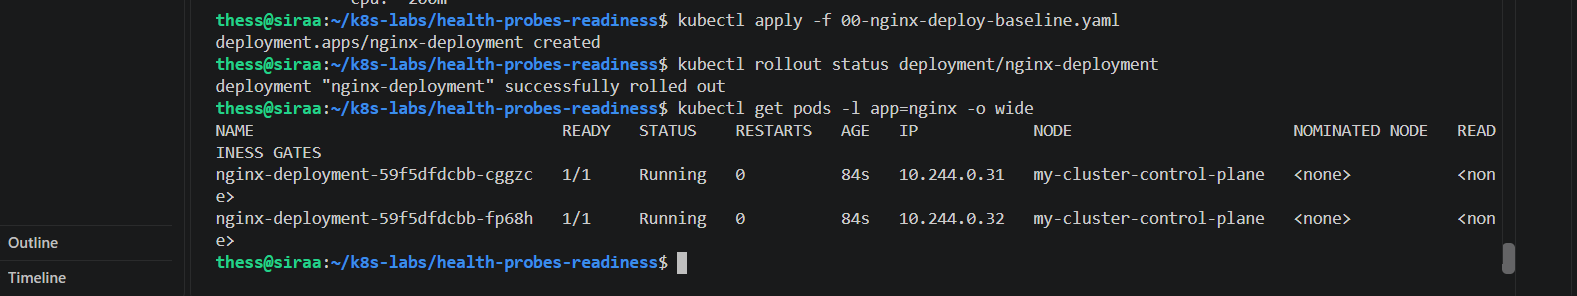 cpu: 200m
thess@siraa:~/k8s-labs/health-probes-readiness$ kubectl apply -f 00-nginx-deploy-baseline.yaml
deployment.apps/nginx-deployment created
thess@siraa:~/k8s-labs/health-probes-readiness$ kubectl rollout status deployment/nginx-deployment
deployment "nginx-deployment" successfully rolled out
thess@siraa:~/k8s-labs/health-probes-readiness$ kubectl get pods -l app=nginx -o wide
NAME                                READY   STATUS    RESTARTS   AGE   IP            NODE                       NOMINATED NODE   READ
INESS GATES
nginx-deployment-59f5dfdcbb-cggzc   1/1     Running   0          84s   10.244.0.31   my-cluster-control-plane   <none>           <non
e>
nginx-deployment-59f5dfdcbb-fp68h   1/1     Running   0          84s   10.244.0.32   my-cluster-control-plane   <none>           <non
e>
thess@siraa:~/k8s-labs/health-probes-readiness$
Outline
Timeline